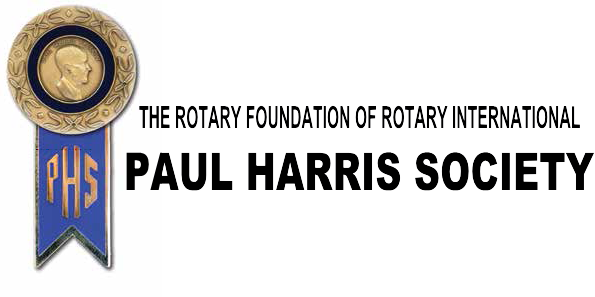 PHS
THE ROTARY FOUNDATION OF ROTARY INTERNATIONAL
PAUL HARRIS SOCIETY